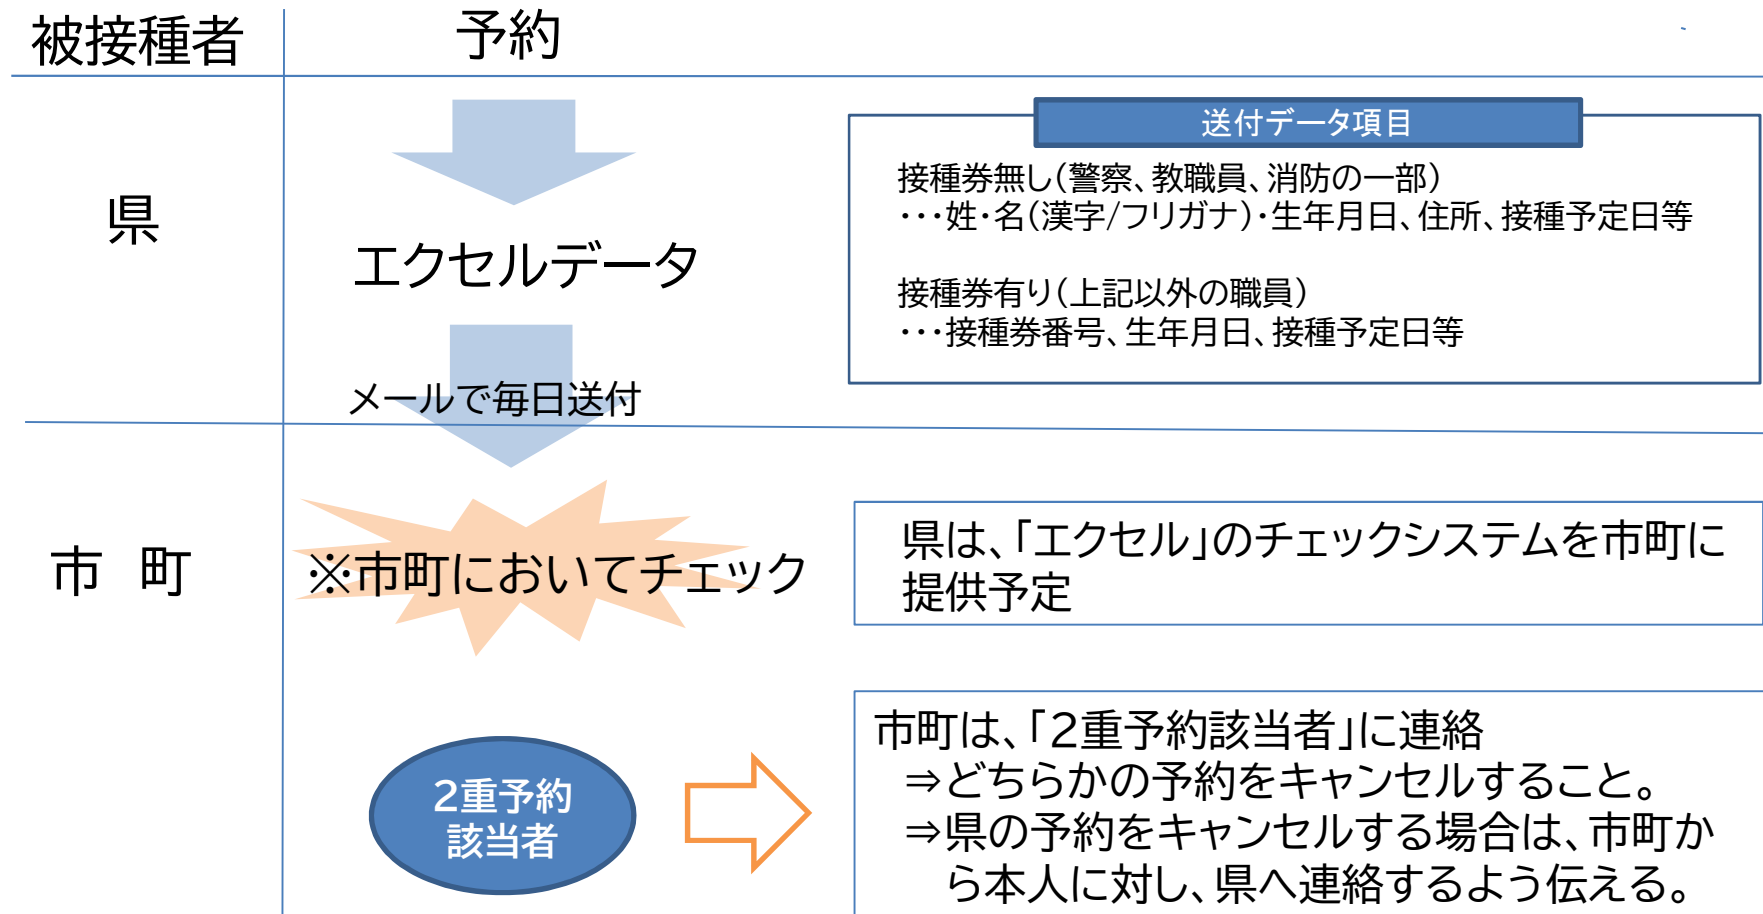 被接種者
予約
県
エクセルデータ
メールで毎日送付
送付データ項目
接種券無し(警察、教職員、消防の一部)
・・・姓・名(漢字/フリガナ)・生年月日、住所、接種予定日等
接種券有り(上記以外の職員)
・・・接種券番号、生年月日、接種予定日等
市 町
※市町においてチェック
県は、「エクセル」のチェックシステムを市町に
提供予定
2重予約
該当者
市町は、「2重予約該当者」に連絡
⇒どちらかの予約をキャンセルすること。
⇒県の予約をキャンセルする場合は、市町か
ら本人に対し、県へ連絡するよう伝える。